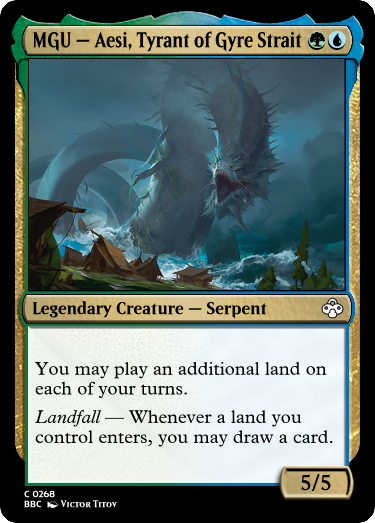 MGU — Aesi, Tyrant of Gyre Strait
Legendary Creature — Serpent
You may play an additional land on
each of your turns.
Landfall — Whenever a land you
control enters, you may draw a card.
5/5
C 0268
BBC VICTOR TITOV